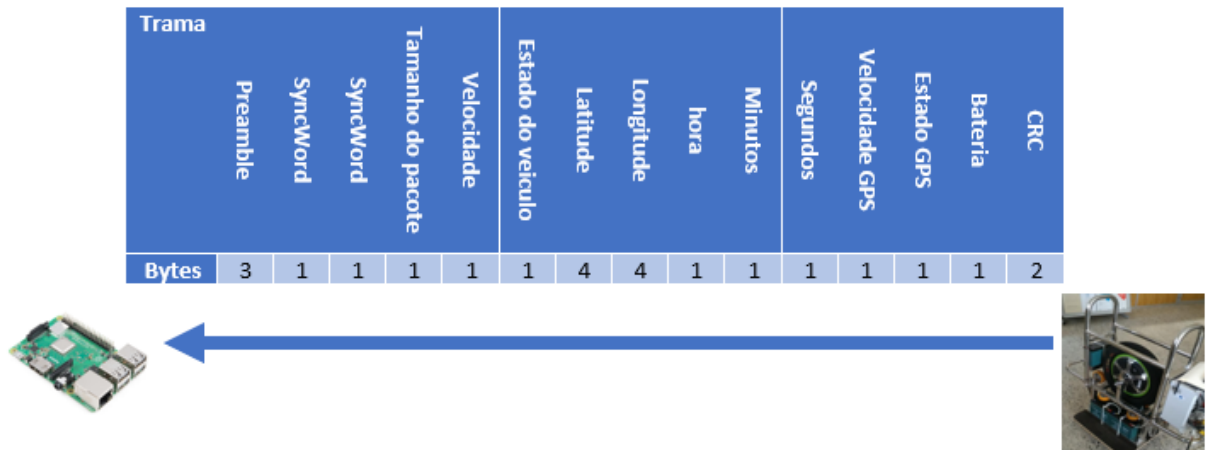 Trama
Preamble
SyncWord
SyncWord
Tamanho do pacote
Velocidade
Estado do veiculo
Latitude
Longitude
hora
Minutos
Segundos
Velocidade GPS
Estado GPS
Bateria
CRC
Bytes 3 1 1 1 1 1 4 4 1 1 1 1 1 1 2